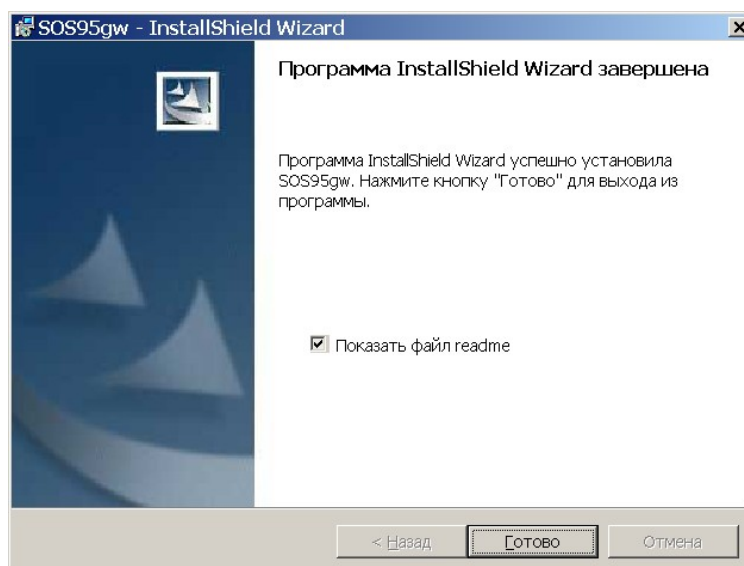 SOS95gw - InstallShield Wizard
Программа InstallShield Wizard завершена
Программа InstallShield Wizard успешно установила
SOS95gw. Нажмите кнопку "Готово" для выхода из
программы.
Показать файл readme
< Назад
Готово
Отмена